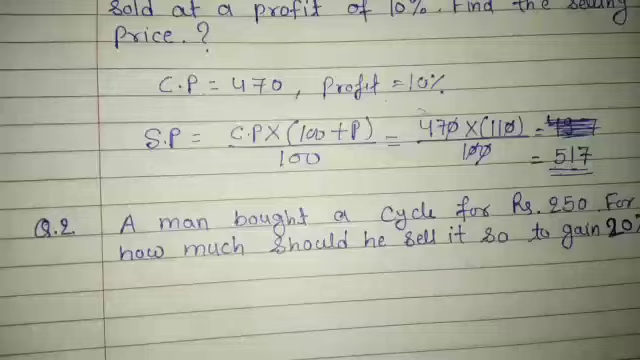 Sold at a profit of 10%. Find the selling
Price.?
C.P = 470, Profit = 10%
S.P = C.P X (100 + P) / 100 = 470 X (110) / 100 =
= 517
Q.2. A man bought a cycle for Rs. 250 For
how much should he sell it so to gain 20%